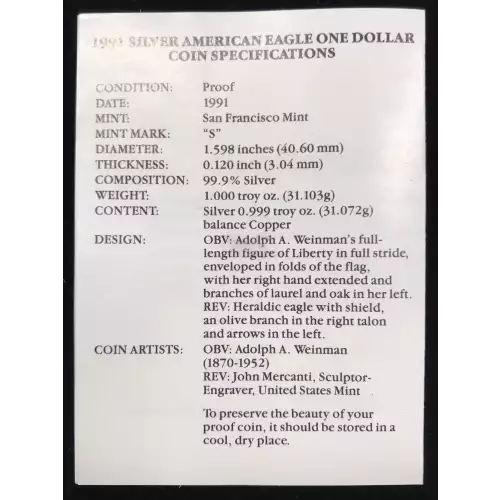 1991 SILVER AMERICAN EAGLE ONE DOLLAR
COIN SPECIFICATIONS
CONDITION: Proof
DATE: 1991
MINT: San Francisco Mint
MINT MARK: "S"
DIAMETER: 1.598 inches (40.60 mm)
THICKNESS: 0.120 inch (3.04 mm)
COMPOSITION: 99.9% Silver
WEIGHT: 1.000 troy oz. (31.103g)
CONTENT: Silver 0.999 troy oz. (31.072g)
balance Copper
DESIGN: OBV: Adolph A. Weinman's full-
length figure of Liberty in full stride,
enveloped in folds of the flag,
with her right hand extended and
branches of laurel and oak in her left.
REV: Heraldic eagle with shield,
an olive branch in the right talon
and arrows in the left.
COIN ARTISTS: OBV: Adolph A. Weinman
(1870-1952)
REV: John Mercanti, Sculptor-
Engraver, United States Mint
To preserve the beauty of your
proof coin, it should be stored in a
cool, dry place.